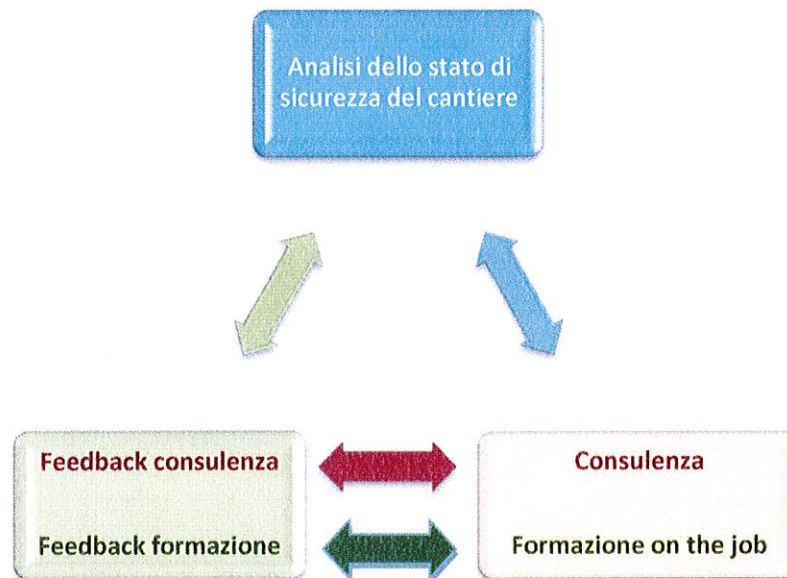 Analisi dello stato di
sicurezza del cantiere
Feedback consulenza
Consulenza
Feedback formazione
Formazione on the job